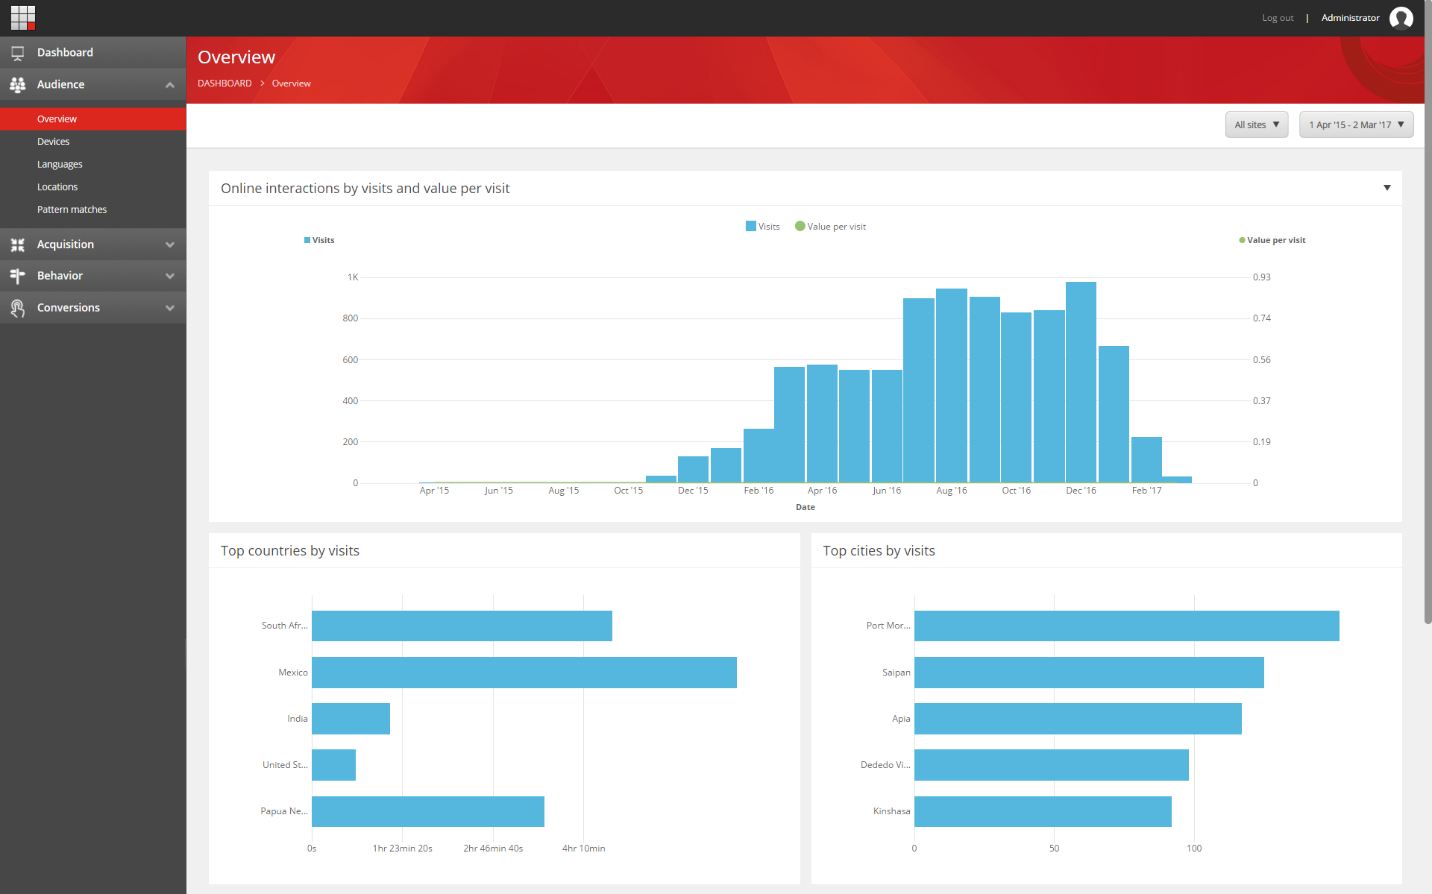 Log out | Administrator
Dashboard
Audience
Overview
Devices
Languages
Locations
Pattern matches
Acquisition
Behavior
Conversions
Overview
DASHBOARD > Overview
All sites ▼ 1 Apr '15 - 2 Mar '17 ▼
Online interactions by visits and value per visit
Visits Value per visit
Visits Value per visit
1K 0.93
800 0.74
600 0.56
400 0.37
200 0.19
0 0
Apr '15 Jun '15 Aug '15 Oct '15 Dec '15 Feb '16 Apr '16 Jun '16 Aug '16 Oct '16 Dec '16 Feb '17
Date
Top countries by visits
South Afr...
Mexico
India
United St...
Papua Ne...
0s 1hr 23min 20s 2hr 46min 40s 4hr 10min
Top cities by visits
Port Mor...
Saipan
Apia
Dededo Vi...
Kinshasa
0 50 100